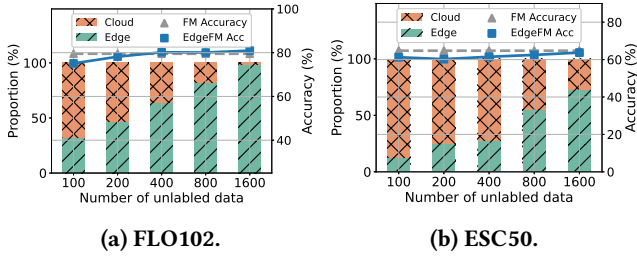 Cloud
Edge
FM Accuracy
EdgeFM Acc
Proportion (%)
100
50
0
100
80
60
40
Accuracy (%)
100 200 400 800 1600
Number of unlabled data
(a) FLO102.
Cloud
Edge
FM Accuracy
EdgeFM Acc
Proportion (%)
100
50
0
80
60
40
20
0
Accuracy (%)
100 200 400 800 1600
Number of unlabled data
(b) ESC50.